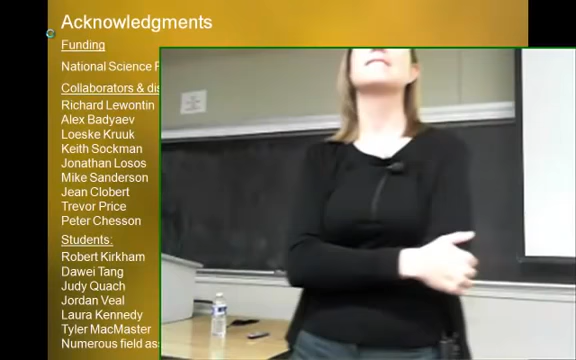 Acknowledgments
Funding
National Science
Collaborators &
Richard Lewontin
Alex Badyaev
Loeske Kruuk
Keith Sockman
Jonathan Losos
Mike Sanderson
Jean Clobert
Trevor Price
Peter Chesson
Students:
Robert Kirkham
Dawei Tang
Judy Quach
Jordan Veal
Laura Kennedy
Tyler MacMaster
Numerous field